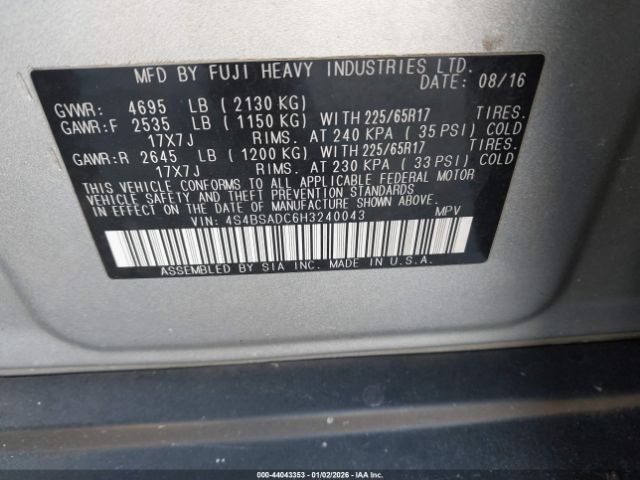 MFD BY FUJI HEAVY INDUSTRIES LTD.
DATE: 08/16
GVWR: 4695 LB ( 2130 KG)
GAWR:F 2535 LB ( 1150 KG) WITH 225/65R17 TIRES.
17X7J RIMS. AT 240 KPA ( 35 PSI) COLD
GAWR:R 2645 LB ( 1200 KG) WITH 225/65R17 TIRES.
17X7J RIMS. AT 230 KPA ( 33 PSI) COLD
THIS VEHICLE CONFORMS TO ALL APPLICABLE FEDERAL MOTOR
VEHICLE SAFETY AND THEFT PREVENTION STANDARDS
IN EFFECT ON THE DATE OF MANUFACTURE SHOWN ABOVE.
VIN: 4S4BSADC6H3240043 MPV
ASSEMBLED BY SIA INC. MADE IN U.S.A.
000-44043353 - 01/02/2026 - IAAI.COM